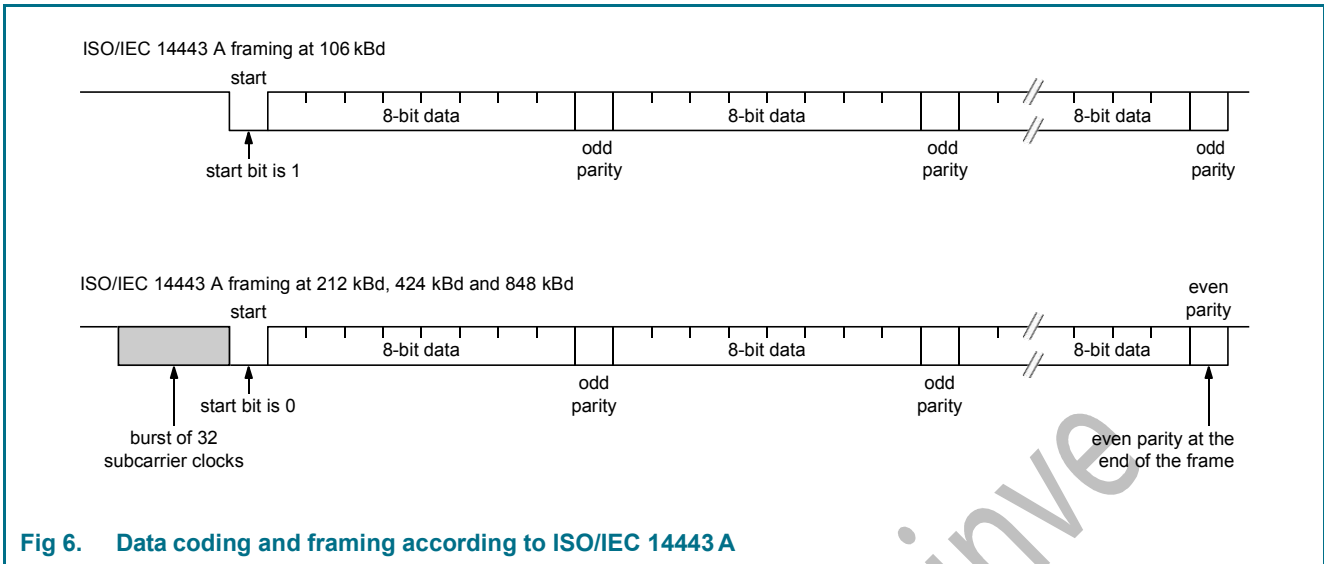 ISO/IEC 14443 A framing at 106 kBd
start
8-bit data 8-bit data 8-bit data
start bit is 1
odd parity
odd parity
odd parity
ISO/IEC 14443 A framing at 212 kBd, 424 kBd and 848 kBd
start
even parity
8-bit data 8-bit data 8-bit data
start bit is 0
odd parity
odd parity
burst of 32
subcarrier clocks
even parity at the
end of the frame
Fig 6. Data coding and framing according to ISO/IEC 14443 A